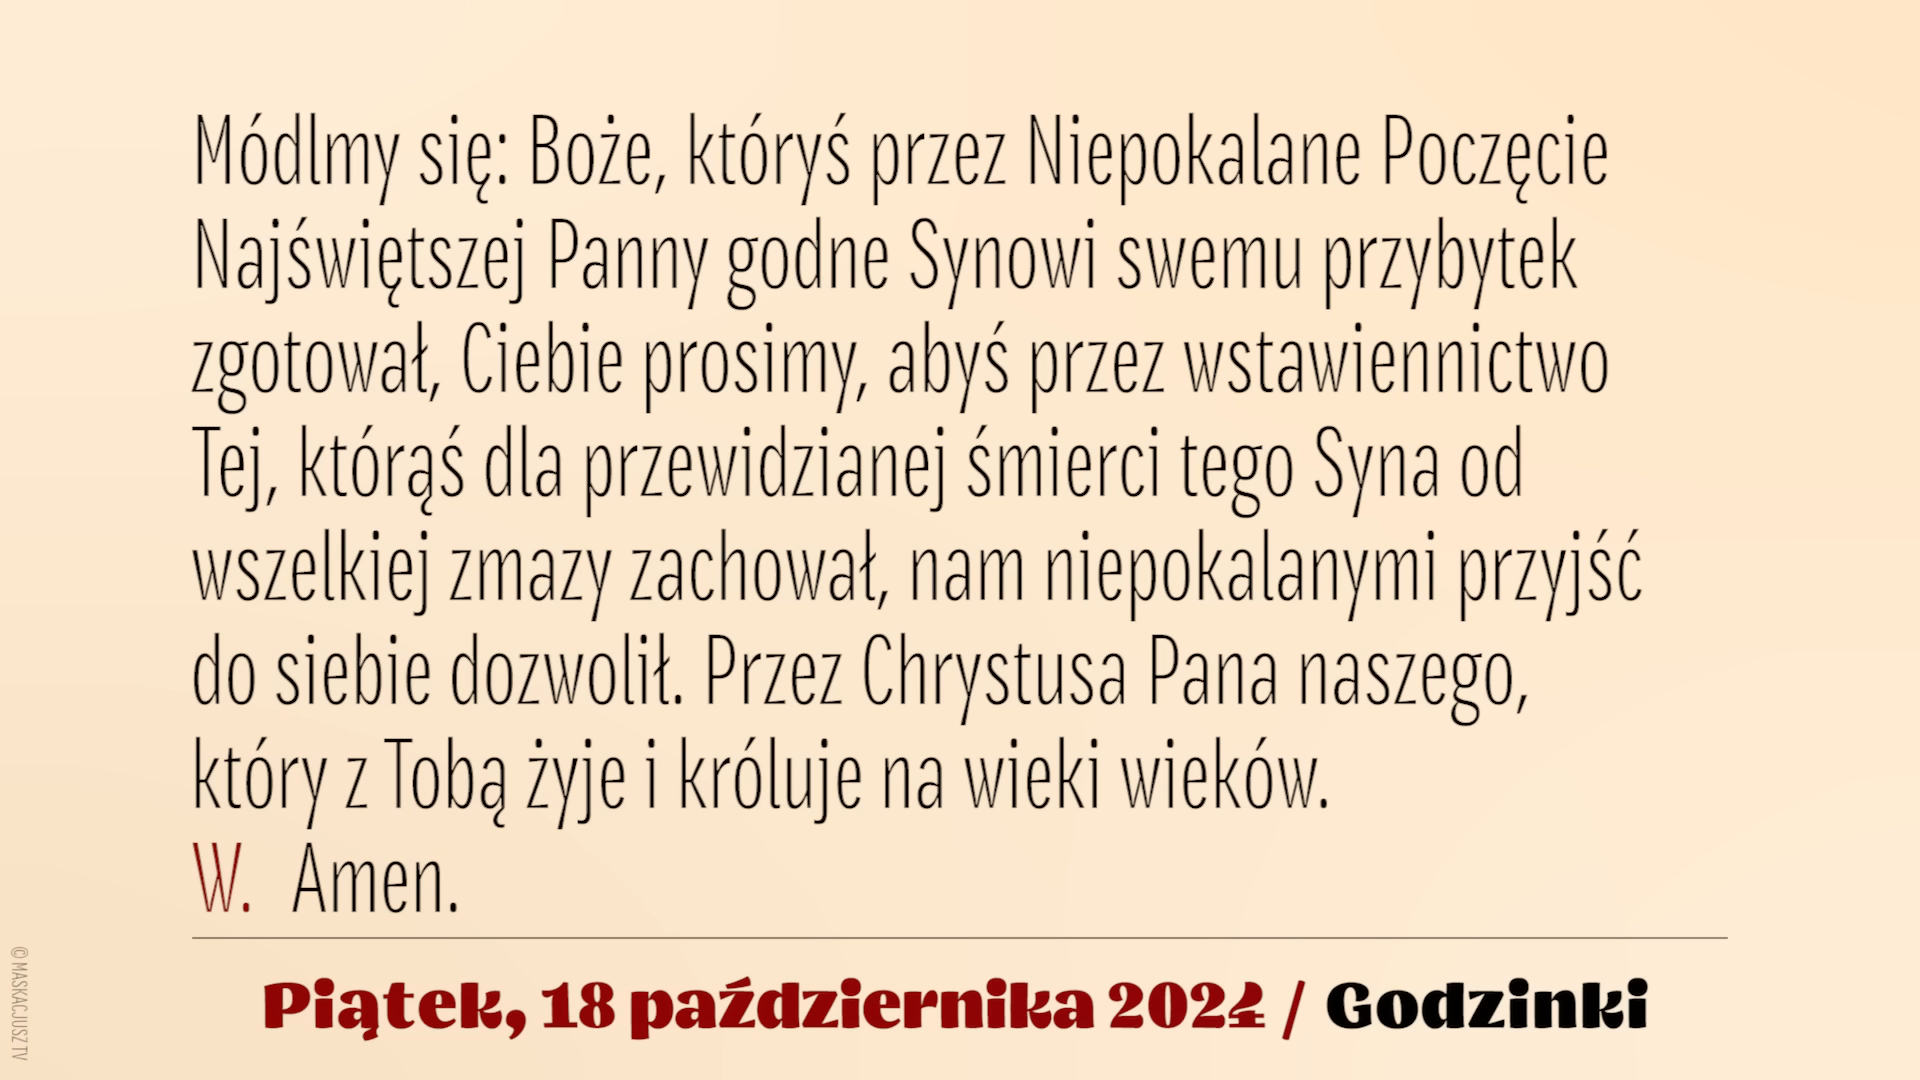 Módlmy się: Boże, któryś przez Niepokalane Poczęcie
Najświętszej Panny godne Synowi swemu przybytek
zgotował, Ciebie prosimy, abyś przez wstawiennictwo
Tej, którąś dla przewidzianej śmierci tego Syna od
wszelkiej zmazy zachował, nam niepokalanymi przyjść
do siebie dozwolił. Przez Chrystusa Pana naszego,
który z Tobą żyje i króluje na wieki wieków.
W. Amen.
Piątek, 18 października 2024 / Godzinki
© MASKACJUSZ TV